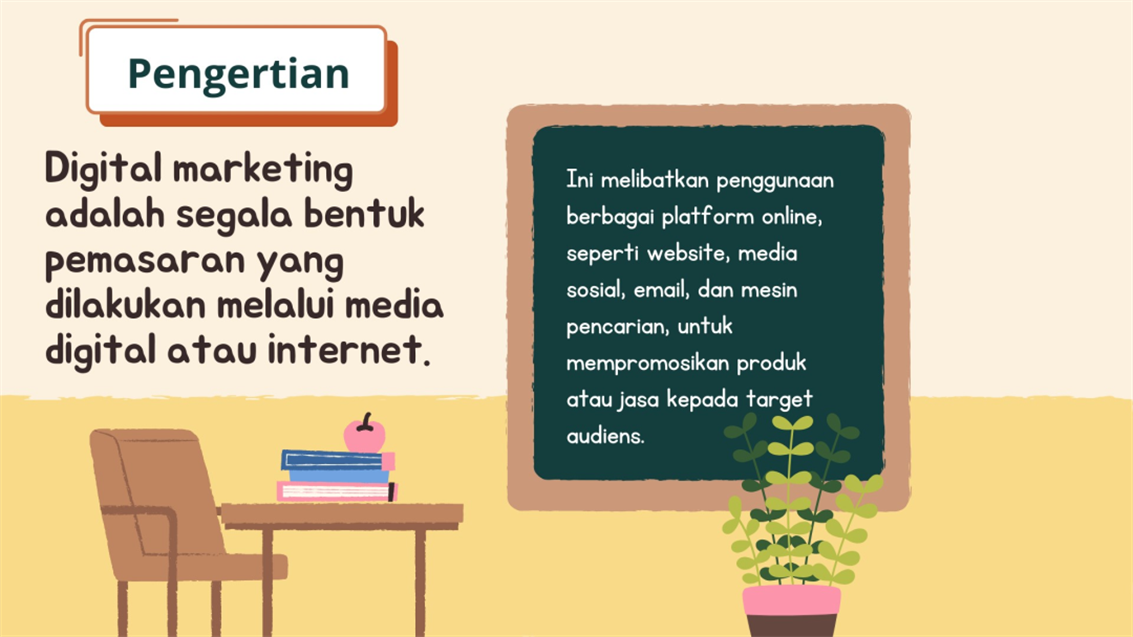 Pengertian
Digital marketing
adalah segala bentuk
pemasaran yang
dilakukan melalui media
digital atau internet.
Ini melibatkan penggunaan
berbagai platform online,
seperti website, media
sosial, email, dan mesin
pencarian, untuk
mempromosikan produk
atau jasa kepada target
audiens.